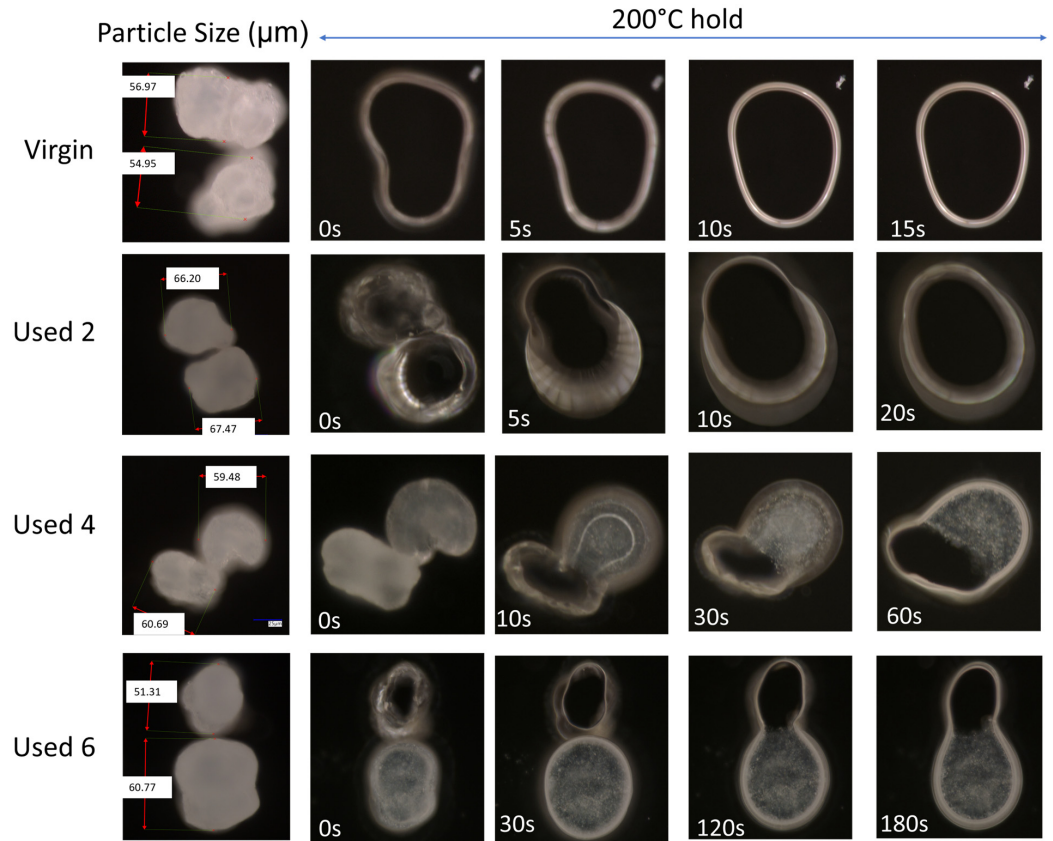 Particle Size (μm)
200°C hold
Virgin
56.97
54.95
0s
5s
10s
15s
Used 2
66.20
67.47
0s
5s
10s
20s
Used 4
59.48
60.69
0s
10s
30s
60s
Used 6
51.31
60.77
0s
30s
120s
180s